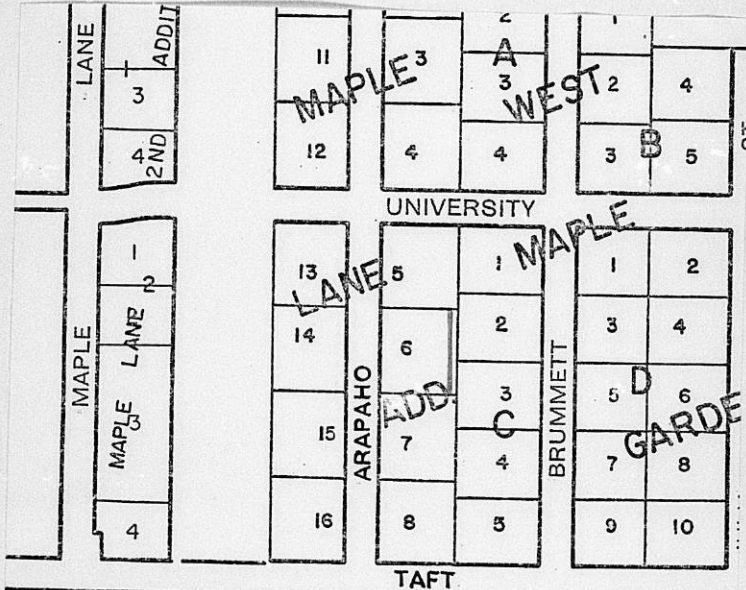 LANE
ADDIT
2ND
3
4
11
12
MAPLE
3
4
2
A
3
4
WEST
1
2
3
B
4
5
UNIVERSITY
MAPLE
1
2
MAPLE LANE
3
4
13
LANE
14
15
16
ARAPAHO
5
6
ADD.
7
8
1
2
3
C
4
5
MAPLE
BRUMMETT
1
2
3
4
5
D
6
GARDE
7
8
9
10
MAPLE
TAFT